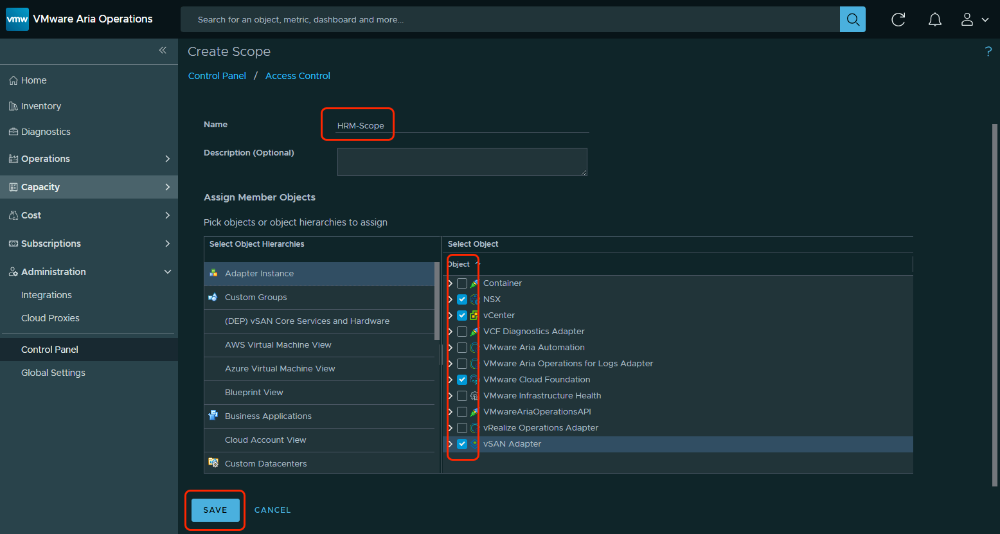 vmw VMware Aria Operations
Search for an object, metric, dashboard and more...
Home
Inventory
Diagnostics
Operations
Capacity
Cost
Subscriptions
Administration
Integrations
Cloud Proxies
Control Panel
Global Settings
Create Scope
?
Control Panel / Access Control
Name
HRM-Scope
Description (Optional)
Assign Member Objects
Pick objects or object hierarchies to assign
Select Object Hierarchies
Adapter Instance
Custom Groups
(DEP) vSAN Core Services and Hardware
AWS Virtual Machine View
Azure Virtual Machine View
Blueprint View
Business Applications
Cloud Account View
Custom Datacenters
Select Object
Object
Container
NSX
vCenter
VCF Diagnostics Adapter
VMware Aria Automation
VMware Aria Operations for Logs Adapter
VMware Cloud Foundation
VMware Infrastructure Health
VMwareAriaOperationsAPI
vRealize Operations Adapter
vSAN Adapter
SAVE
CANCEL